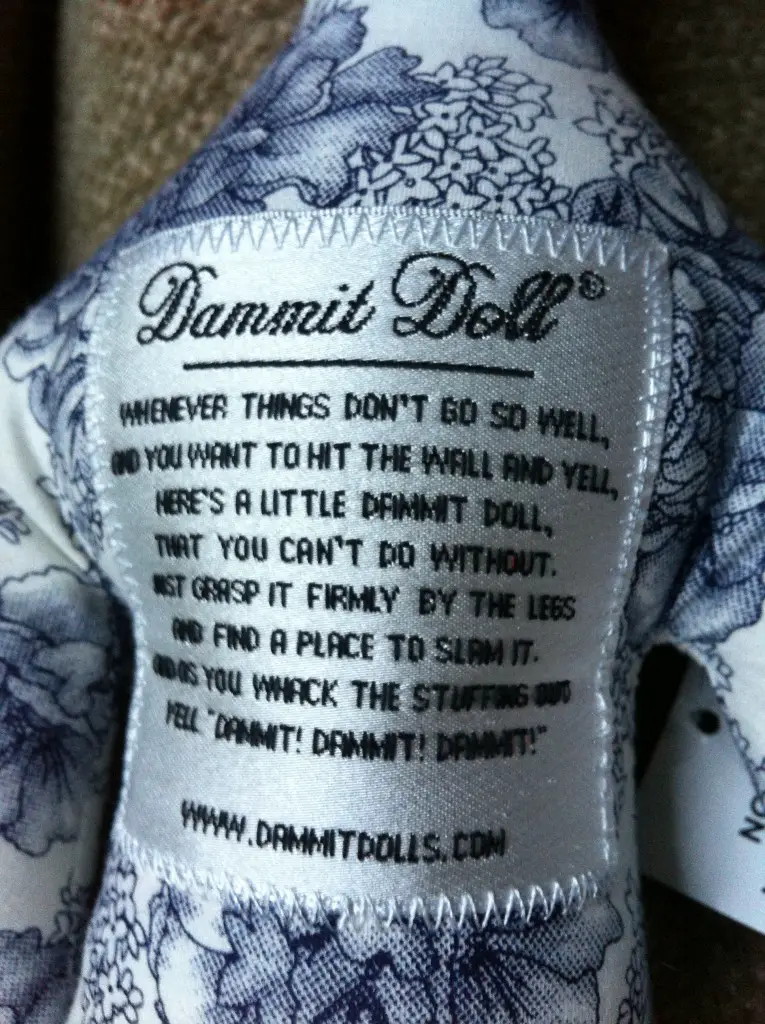 Dammit Doll®
WHENEVER THINGS DON'T GO SO WELL,
AND YOU WANT TO HIT THE WALL AND YELL,
HERE'S A LITTLE DAMMIT DOLL,
THAT YOU CAN'T DO WITHOUT.
JUST GRASP IT FIRMLY BY THE LEGS
AND FIND A PLACE TO SLAM IT.
AND AS YOU WHACK THE STUFFING OUT
YELL "DAMMIT! DAMMIT! DAMMIT!"
WWW.DAMMITDOLLS.COM